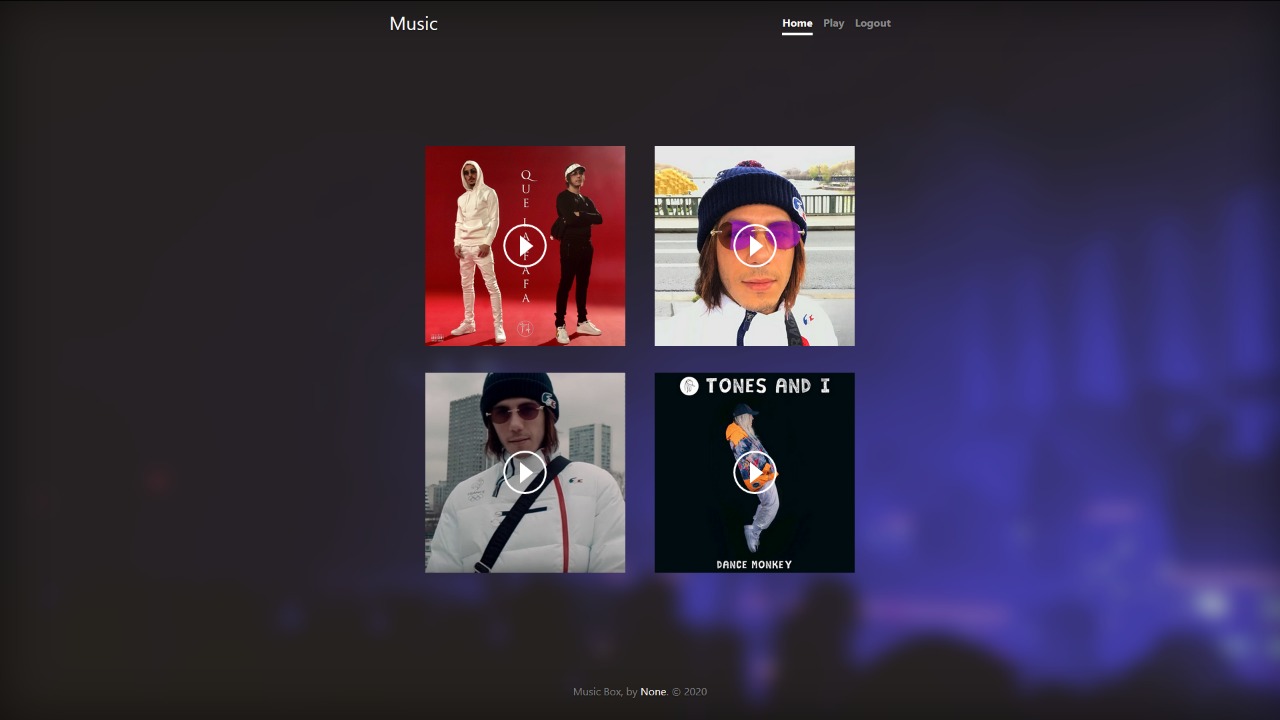 Music
Home Play Logout
QUE LA FAFA
TONES AND I
DANCE MONKEY
Music Box, by None. © 2020